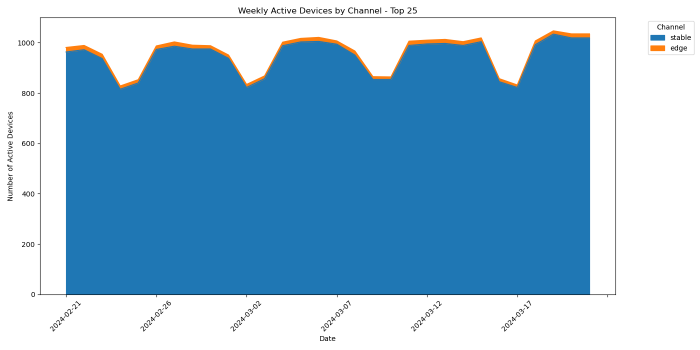 Weekly Active Devices by Channel - Top 25
Number of Active Devices
1000
800
600
400
200
0
2024-02-21
2024-02-26
2024-03-02
2024-03-07
2024-03-12
2024-03-17
Date
Channel
stable
edge